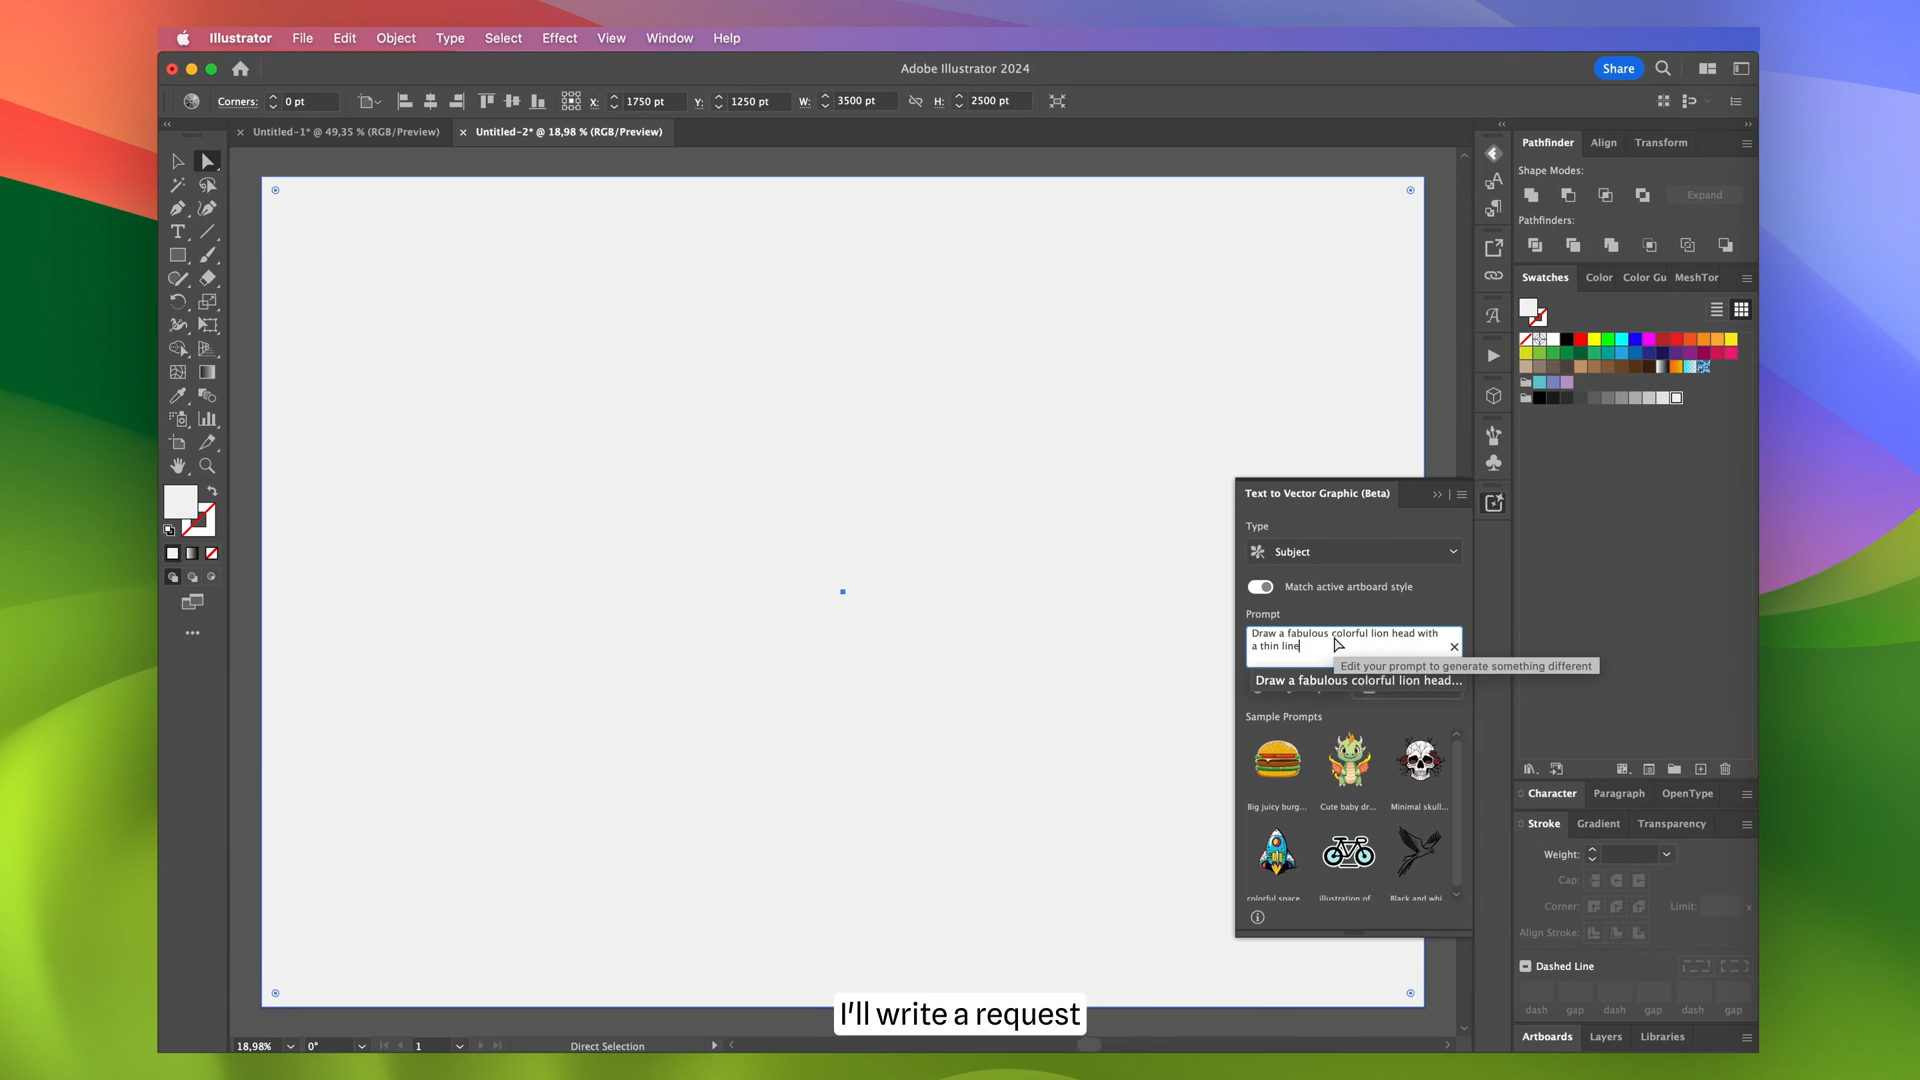 Illustrator File Edit Object Type Select Effect View Window Help
Adobe Illustrator 2024
Share
Corners: 0 pt X: 1750 pt Y: 1250 pt W: 3500 pt H: 2500 pt
Untitled-1* @ 49,35 % (RGB/Preview) Untitled-2* @ 18,98 % (RGB/Preview)
Pathfinder Align Transform
Shape Modes:
Expand
Pathfinders:
Swatches Color Color Gu MeshTor
Text to Vector Graphic (Beta)
Type
Subject
Match active artboard style
Prompt
Draw a fabulous colorful lion head with
a thin line
Edit your prompt to generate something different
Draw a fabulous colorful lion head...
Sample Prompts
Big juicy burg... Cute baby dr... Minimal skull...
colorful space illustration of Black and whi
Character Paragraph OpenType
Stroke Gradient Transparency
Weight:
Cap:
Corner: Limit: x
Align Stroke:
Dashed Line
dash gap dash gap dash gap
Artboards Layers Libraries
I'll write a request
18,98% 0° 1 Direct Selection